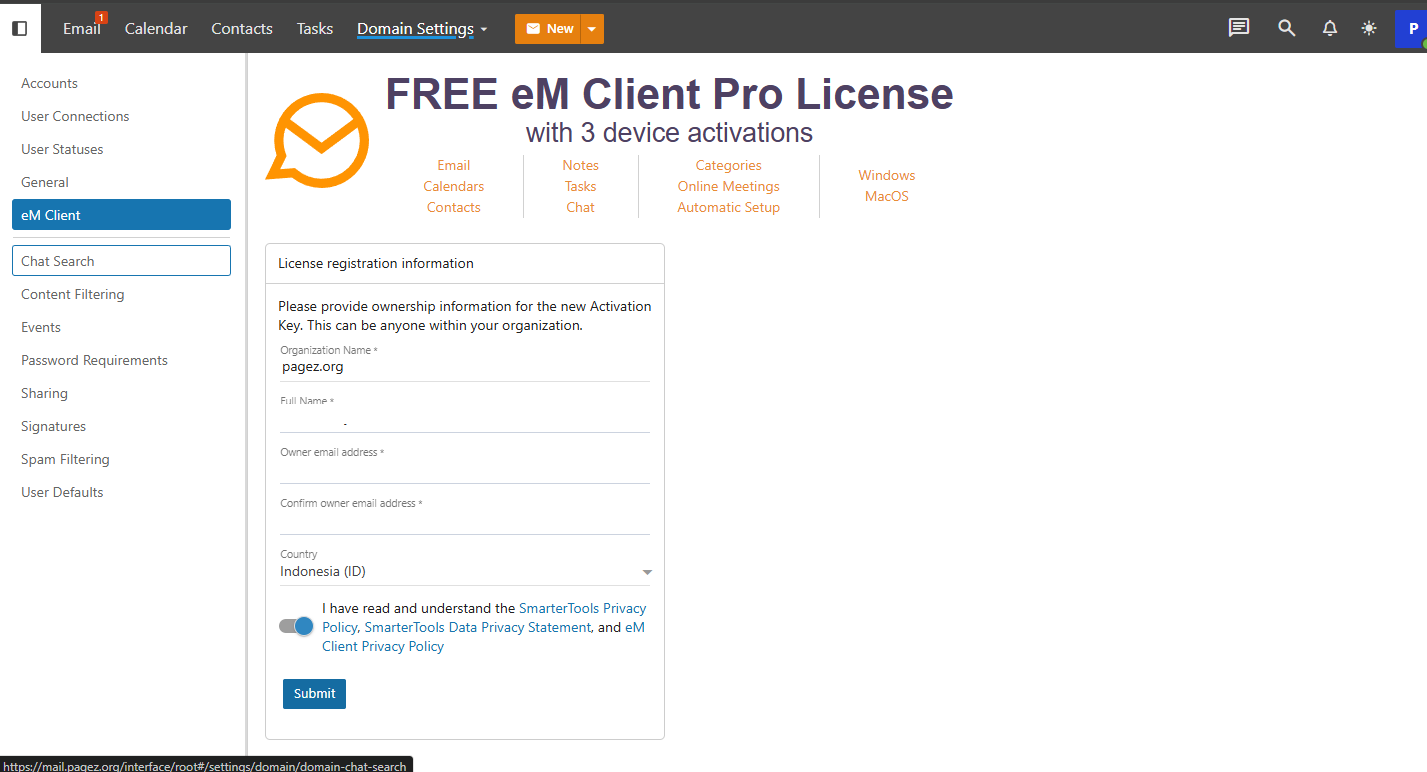 Email 1 Calendar Contacts Tasks Domain Settings New P
Accounts
User Connections
User Statuses
General
eM Client
Chat Search
Content Filtering
Events
Password Requirements
Sharing
Signatures
Spam Filtering
User Defaults
FREE eM Client Pro License
with 3 device activations
Email
Calendars
Contacts
Notes
Tasks
Chat
Categories
Online Meetings
Automatic Setup
Windows
MacOS
License registration information
Please provide ownership information for the new Activation
Key. This can be anyone within your organization.
Organization Name *
pagez.org
Full Name *
-
Owner email address *
Confirm owner email address *
Country
Indonesia (ID)
I have read and understand the SmarterTools Privacy
Policy, SmarterTools Data Privacy Statement, and eM
Client Privacy Policy
Submit
https://mail.pagez.org/interface/root#/settings/domain/domain-chat-search